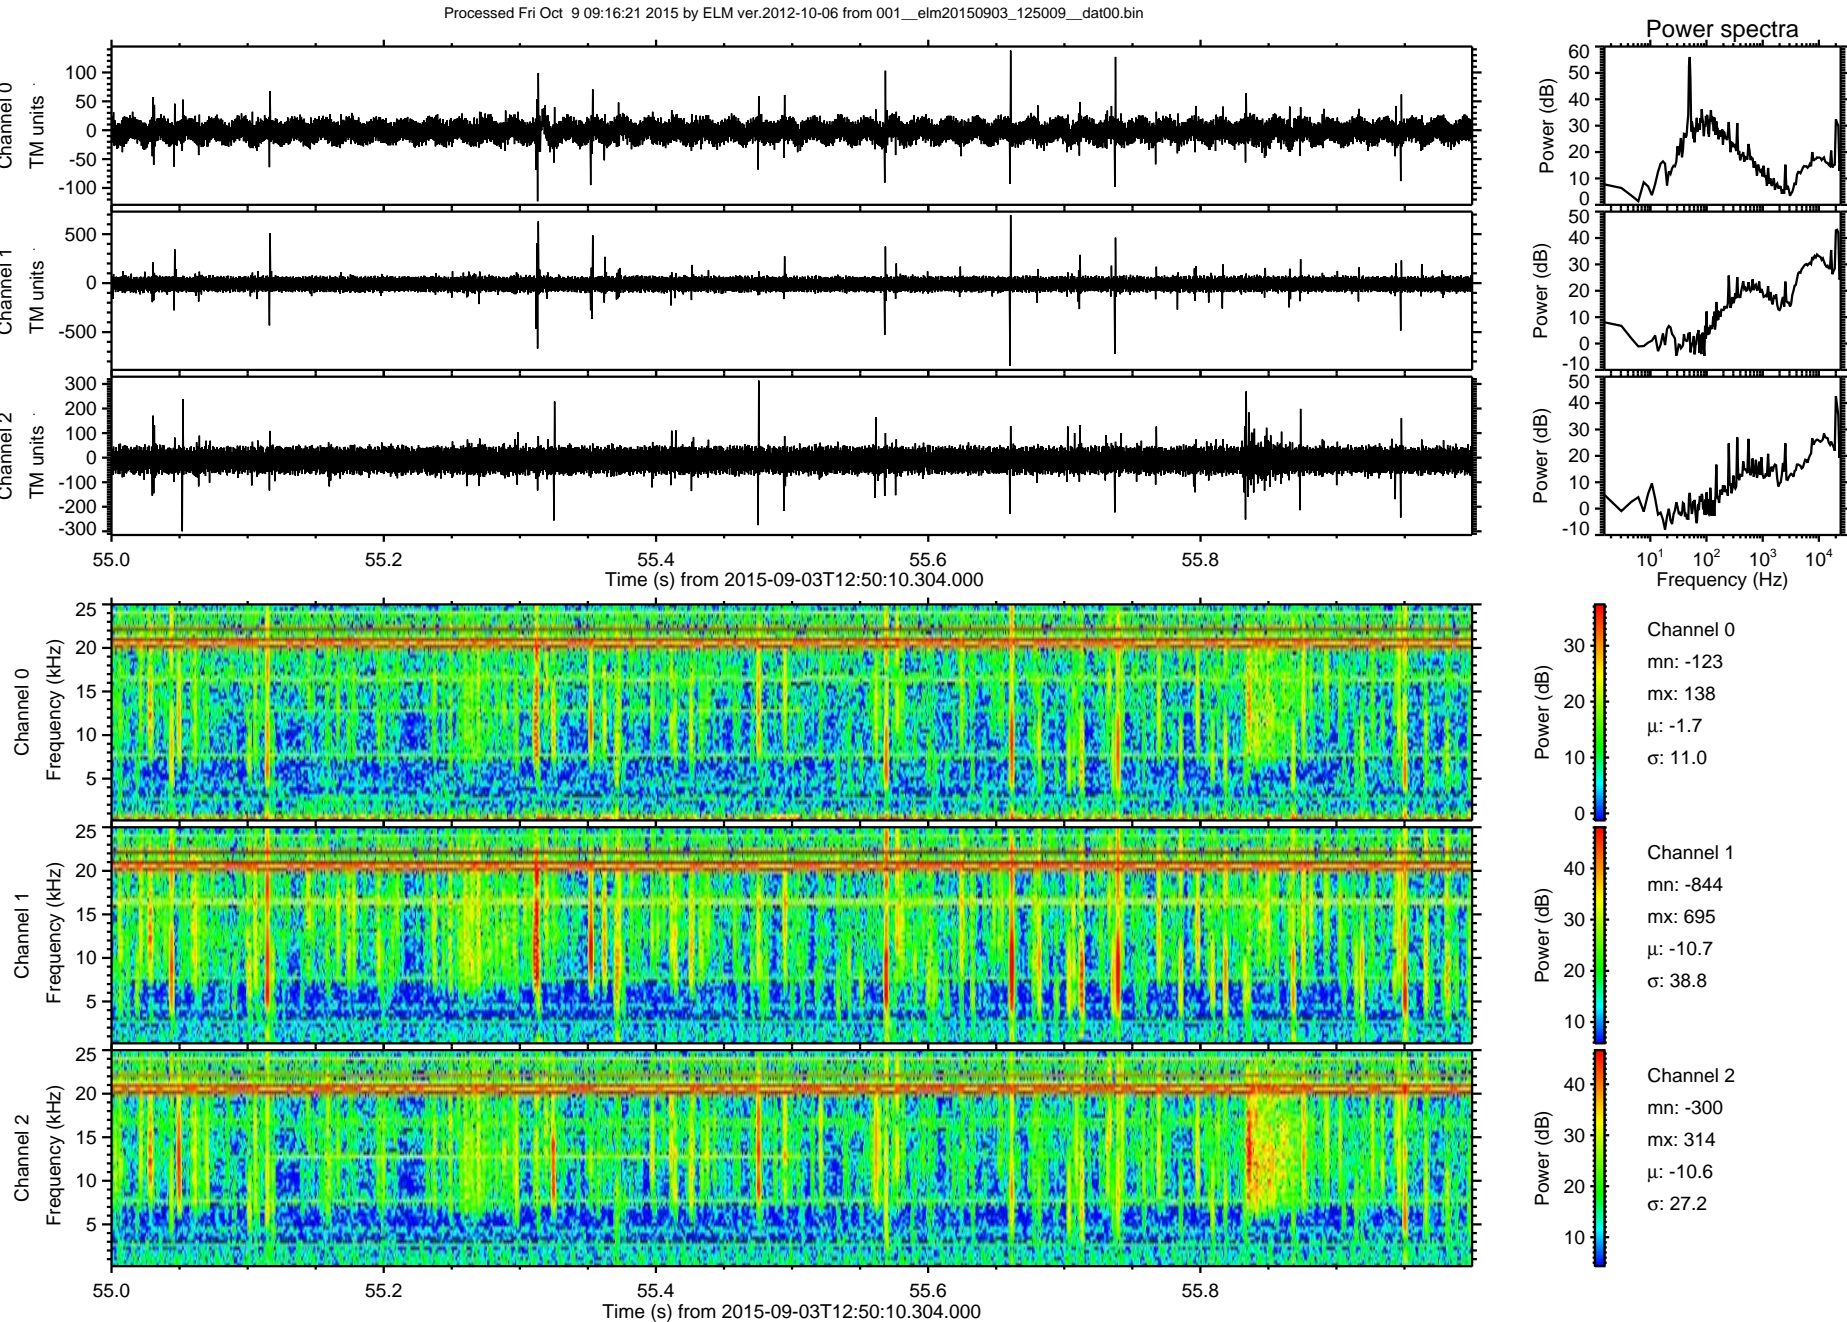 Processed Fri Oct  9 09:16:21 2015 by ELM ver.2012-10-06 from 001__elm20150903_125009__dat00.bin
Power spectra
Channel 0
TM units
100
50
0
-50
-100
Power (dB)
60
50
40
30
20
10
0
Channel 1
TM units
500
0
-500
Power (dB)
50
40
30
20
10
0
-10
Channel 2
TM units
300
200
100
0
-100
-200
-300
Power (dB)
50
40
30
20
10
0
-10
55.0 55.2 55.4 55.6 55.8
Time (s) from 2015-09-03T12:50:10.304.000
10¹ 10² 10³ 10⁴
Frequency (Hz)
Channel 0
Frequency (kHz)
25
20
15
10
5
Power (dB)
30
20
10
0
Channel 0
mn: -123
mx: 138
μ: -1.7
σ: 11.0
Channel 1
Frequency (kHz)
25
20
15
10
5
Power (dB)
40
30
20
10
Channel 1
mn: -844
mx: 695
μ: -10.7
σ: 38.8
Channel 2
Frequency (kHz)
25
20
15
10
5
Power (dB)
40
30
20
10
Channel 2
mn: -300
mx: 314
μ: -10.6
σ: 27.2
55.0 55.2 55.4 55.6 55.8
Time (s) from 2015-09-03T12:50:10.304.000